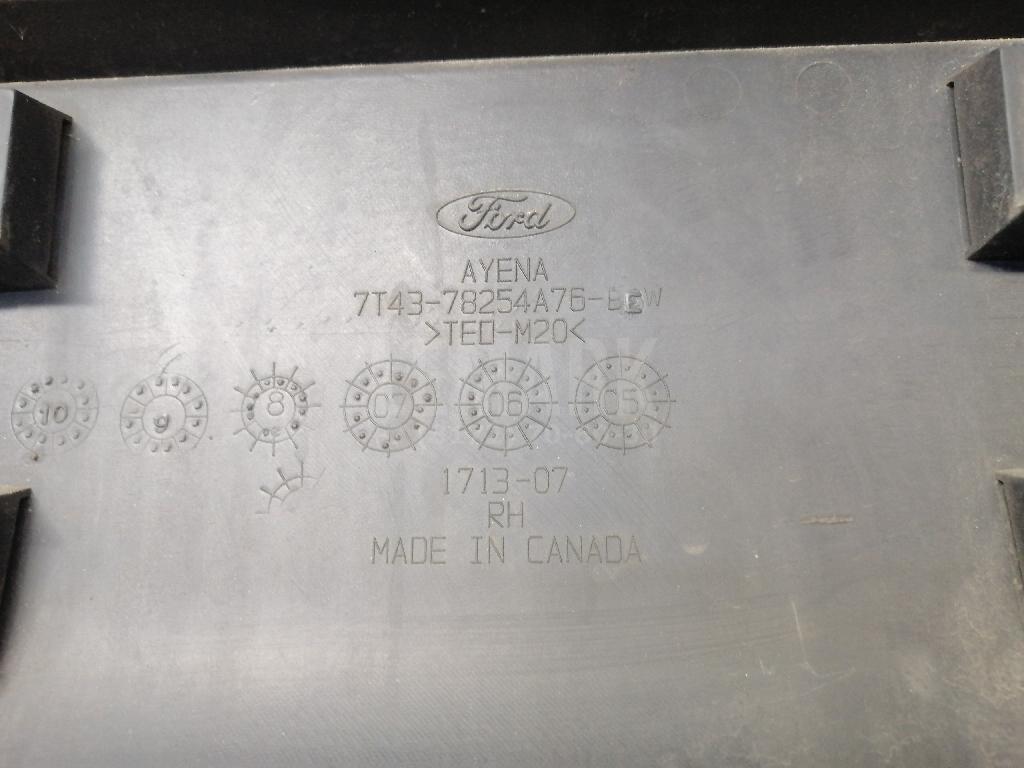 Ford
AYENA
>TEO-M20<
10 9 8 07 06 05
1713-07
RH
MADE IN CANADA